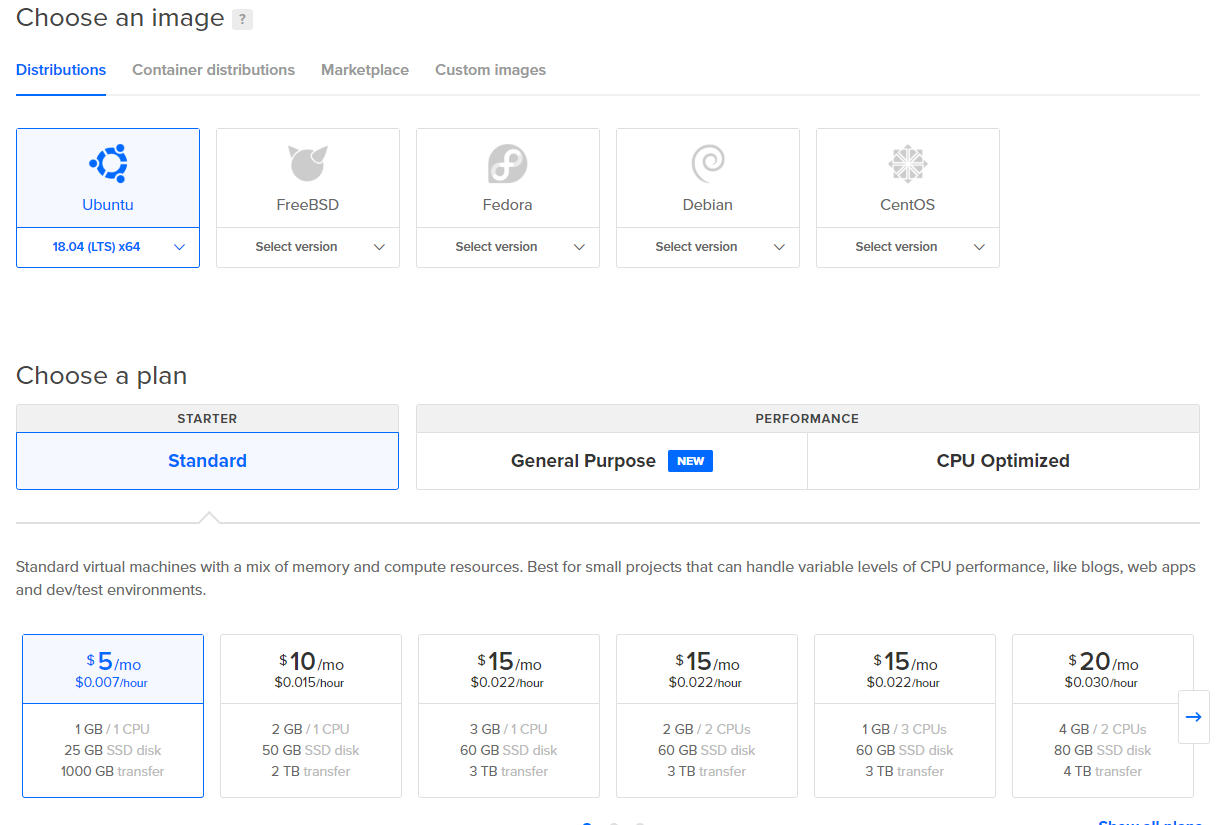 Choose an image ?
Distributions Container distributions Marketplace Custom images
Ubuntu
18.04 (LTS) x64
FreeBSD
Select version
Fedora
Select version
Debian
Select version
CentOS
Select version
Choose a plan
STARTER
Standard
PERFORMANCE
General Purpose NEW
CPU Optimized
Standard virtual machines with a mix of memory and compute resources. Best for small projects that can handle variable levels of CPU performance, like blogs, web apps
and dev/test environments.
$5/mo
$0.007/hour
1 GB / 1 CPU
25 GB SSD disk
1000 GB transfer
$10/mo
$0.015/hour
2 GB / 1 CPU
50 GB SSD disk
2 TB transfer
$15/mo
$0.022/hour
3 GB / 1 CPU
60 GB SSD disk
3 TB transfer
$15/mo
$0.022/hour
2 GB / 2 CPUs
60 GB SSD disk
3 TB transfer
$15/mo
$0.022/hour
1 GB / 3 CPUs
60 GB SSD disk
3 TB transfer
$20/mo
$0.030/hour
4 GB / 2 CPUs
80 GB SSD disk
4 TB transfer
Show all plans